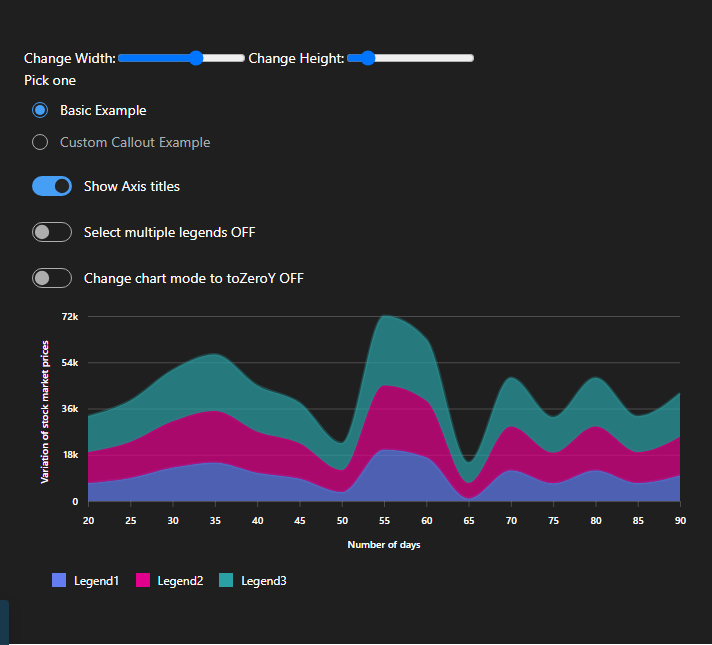 Change Width: Change Height:
Pick one
Basic Example
Custom Callout Example
Show Axis titles
Select multiple legends OFF
Change chart mode to toZeroY OFF
72k
54k
36k
18k
0
Variation of stock market prices
20 25 30 35 40 45 50 55 60 65 70 75 80 85 90
Number of days
Legend1 Legend2 Legend3